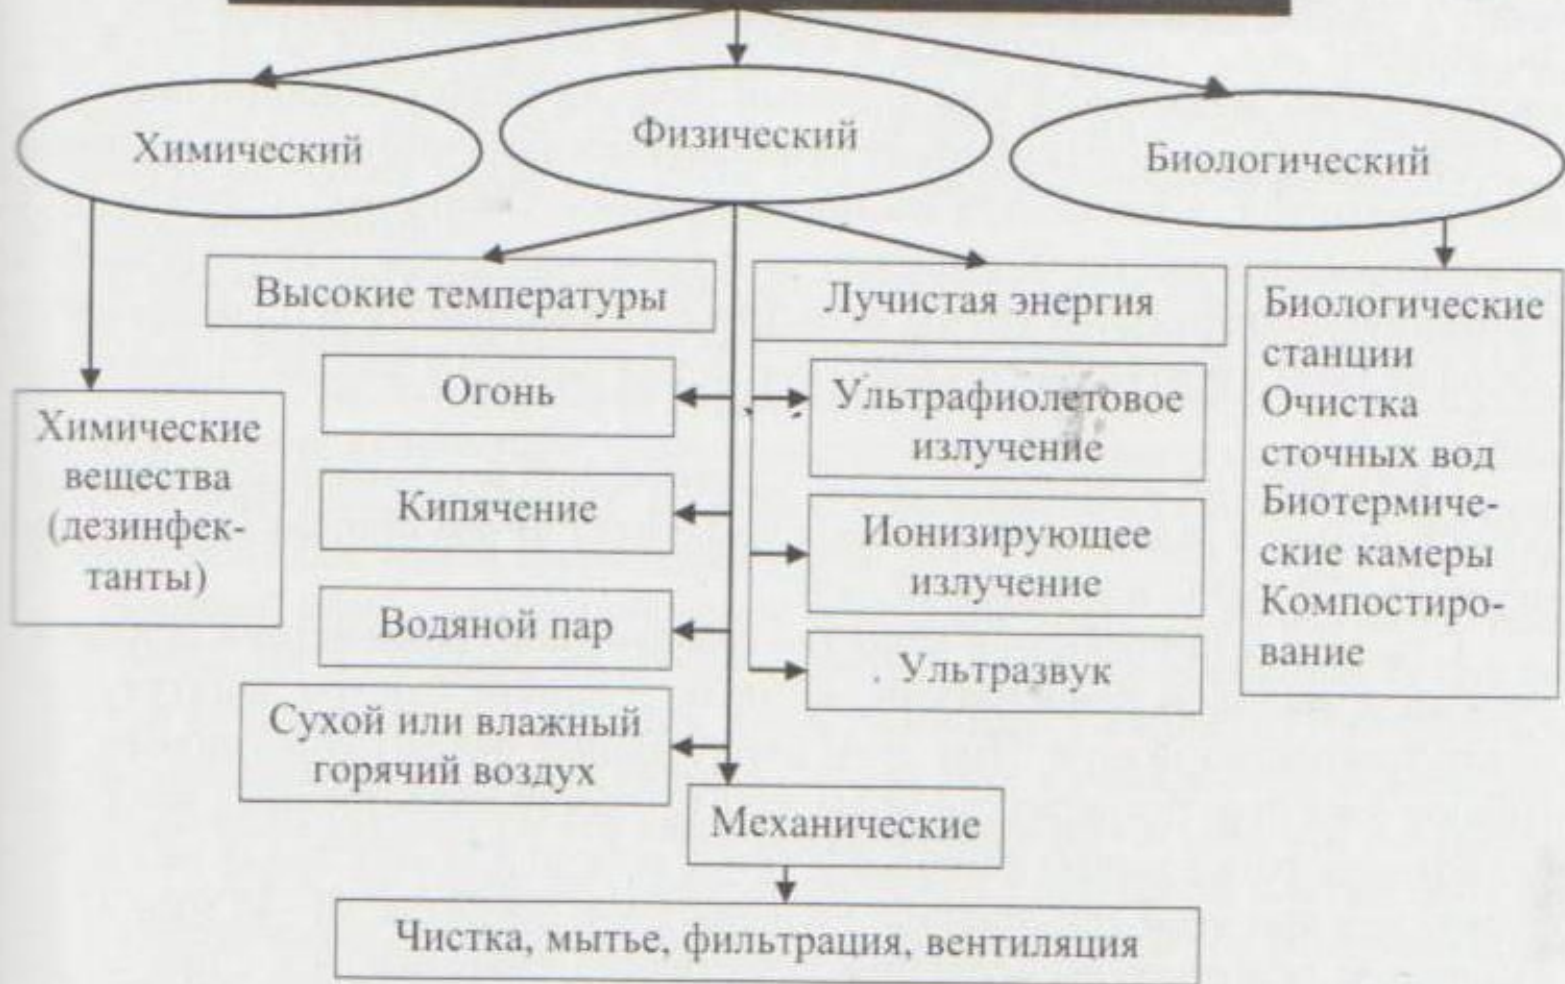 Химический
Физический
Биологический
Высокие температуры
Лучистая энергия
Огонь
Кипячение
Водяной пар
Сухой или влажный
горячий воздух
Ультрафиолетовое
излучение
Ионизирующее
излучение
Ультразвук
Химические
вещества
(дезинфек-
танты)
Биологические
станции
Очистка
сточных вод
Биотермиче-
ские камеры
Компостиро-
вание
Механические
Чистка, мытье, фильтрация, вентиляция